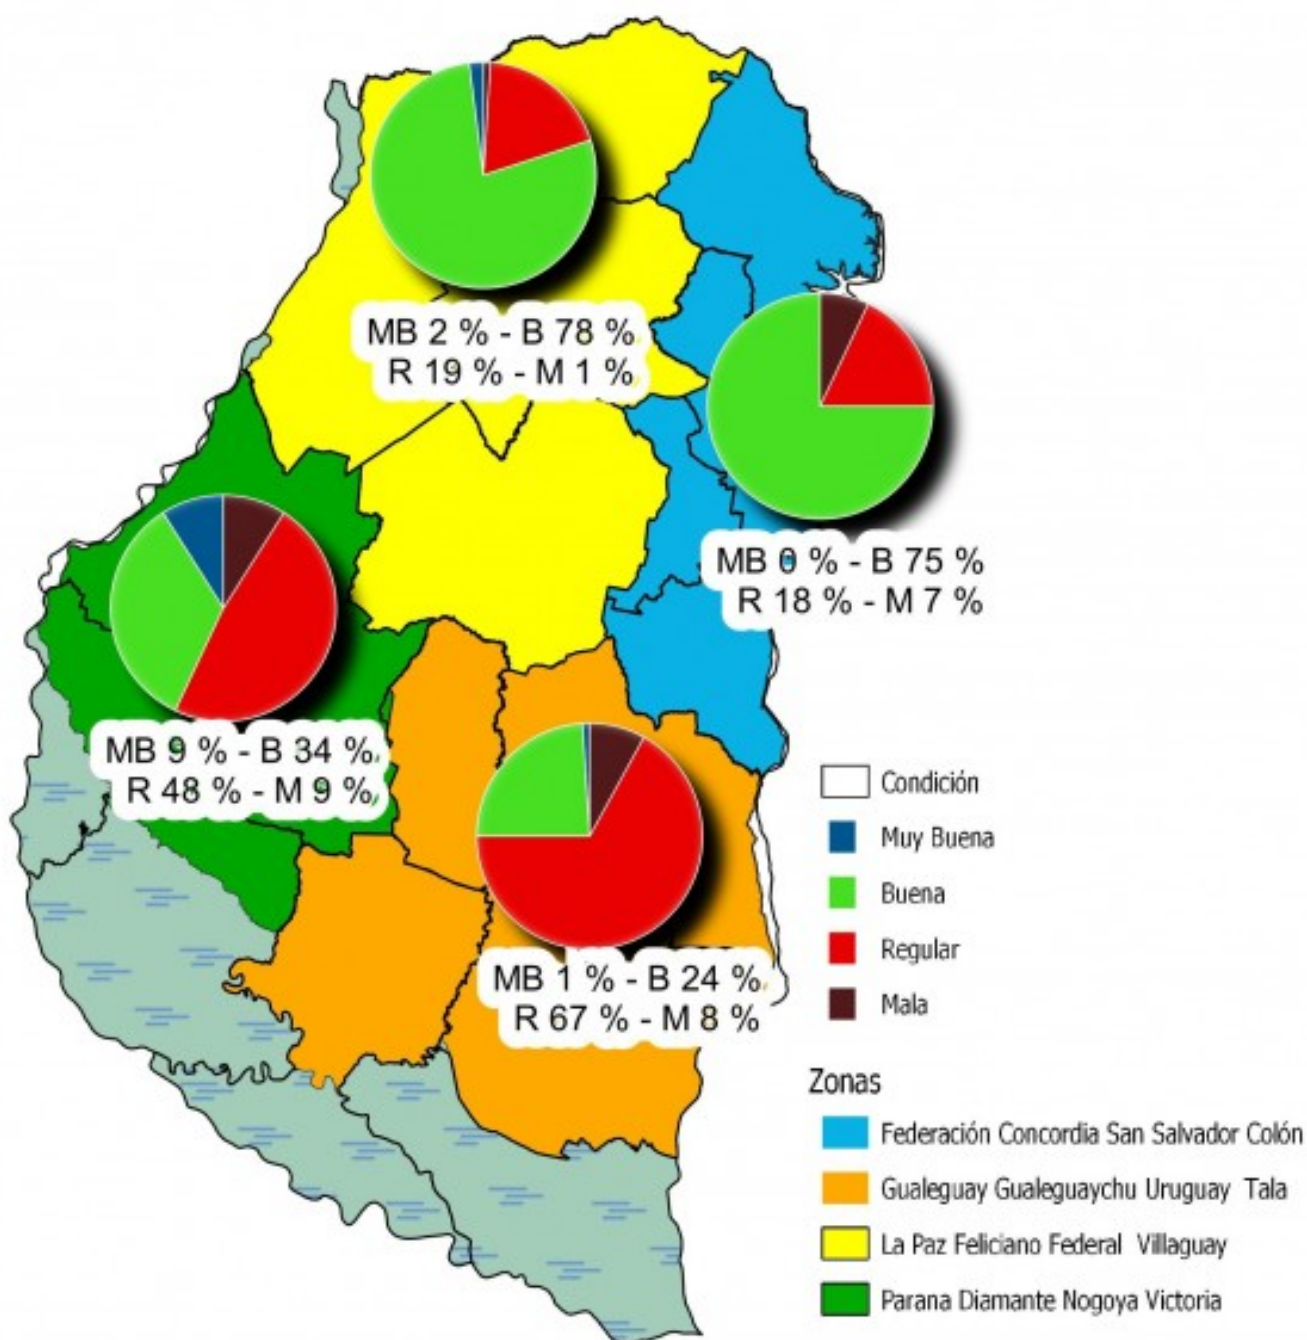 MB 2 % - B 78 %
R 19 % - M 1 %
MB 0 % - B 75 %
R 18 % - M 7 %
MB 9 % - B 34 %
R 48 % - M 9 %
MB 1 % - B 24 %
R 67 % - M 8 %
Condición
Muy Buena
Buena
Regular
Mala
Zonas
Federación Concordia San Salvador Colón
Gualeguay Gualeguaychu Uruguay Tala
La Paz Feliciano Federal Villaguay
Parana Diamante Nogoya Victoria